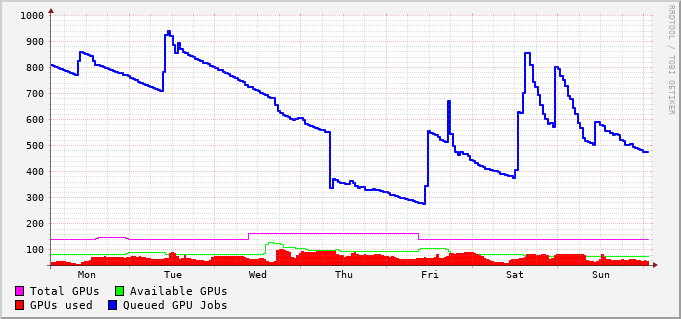 1000
900
800
700
600
500
400
300
200
100
Mon Tue Wed Thu Fri Sat Sun
Total GPUs Available GPUs
GPUs used Queued GPU Jobs
RRDTOOL / TOBI OETIKER